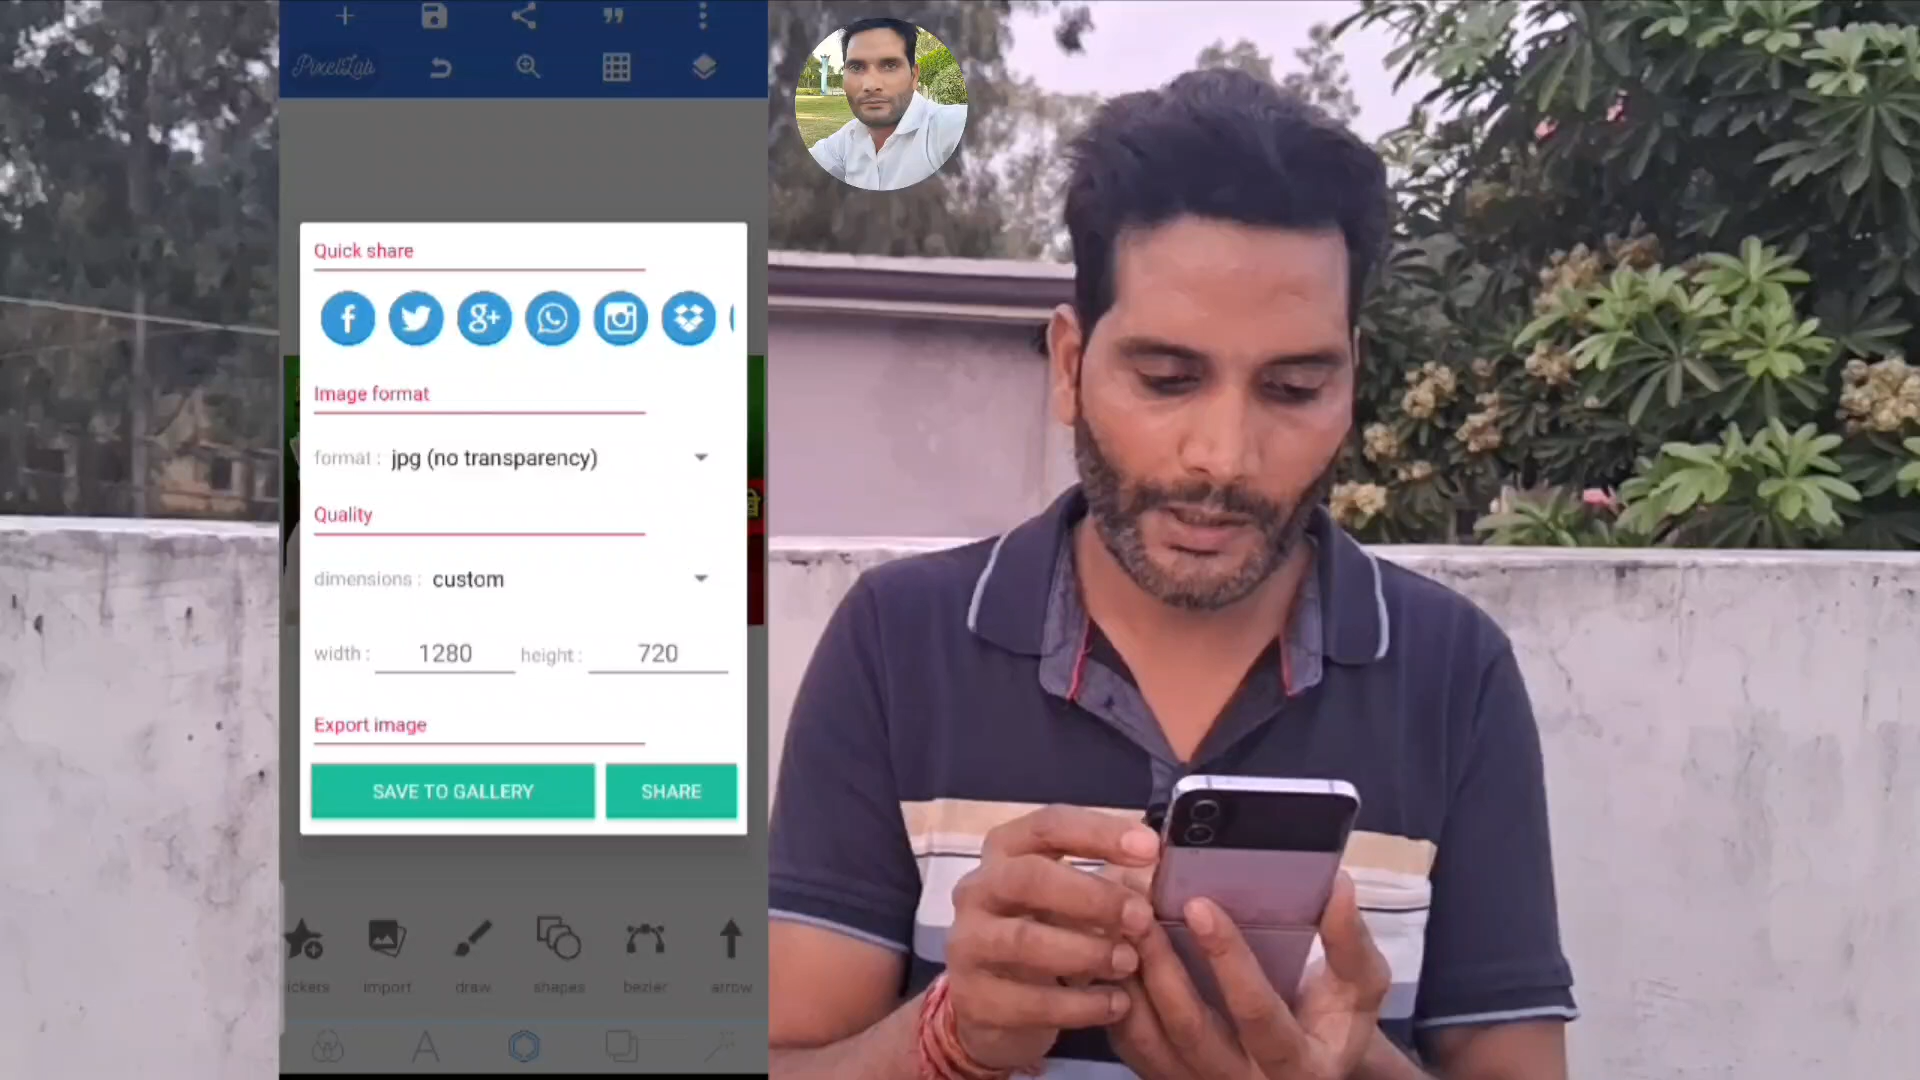 PixelLab
Quick share
Image format
format : jpg (no transparency)
Quality
dimensions : custom
width : 1280 height : 720
Export image
SAVE TO GALLERY SHARE
ickers import draw shapes bezier arrow